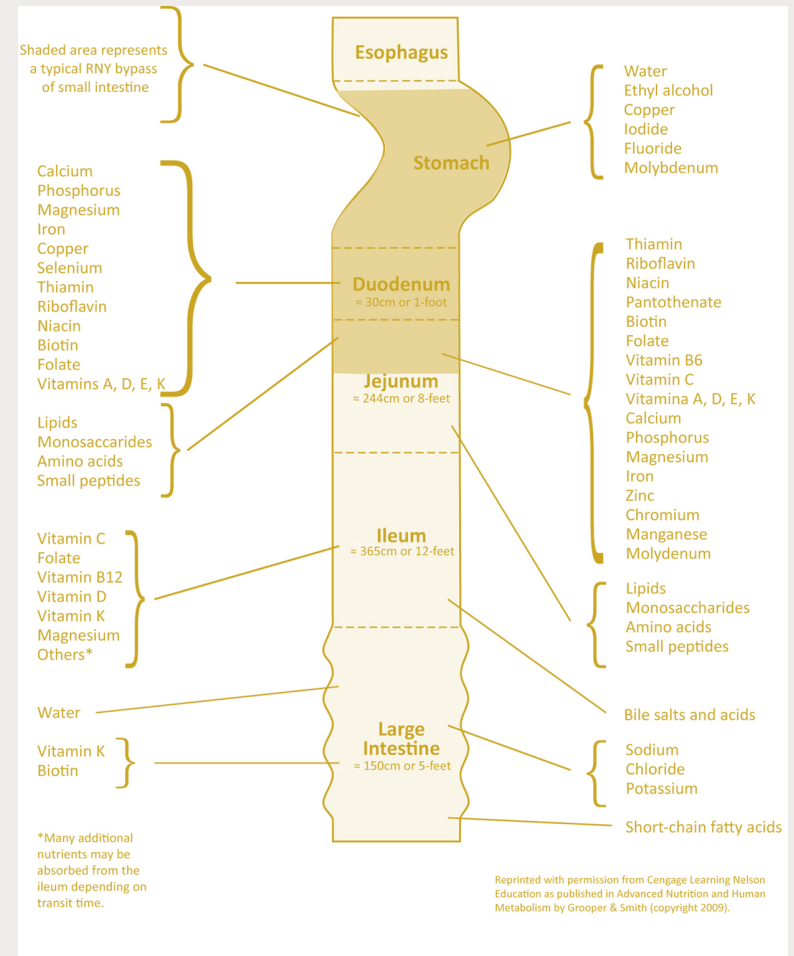 Shaded area represents
a typical RNY bypass
of small intestine
Esophagus
Stomach
Water
Ethyl alcohol
Copper
Iodide
Fluoride
Molybdenum
Calcium
Phosphorus
Magnesium
Iron
Copper
Selenium
Thiamin
Riboflavin
Niacin
Biotin
Folate
Vitamins A, D, E, K
Duodenum
≈ 30cm or 1-foot
Thiamin
Riboflavin
Niacin
Pantothenate
Biotin
Folate
Vitamin B6
Vitamin C
Vitamina A, D, E, K
Calcium
Phosphorus
Magnesium
Iron
Zinc
Chromium
Manganese
Molydenum
Lipids
Monosaccarides
Amino acids
Small peptides
Jejunum
≈ 244cm or 8-feet
Lipids
Monosaccharides
Amino acids
Small peptides
Vitamin C
Folate
Vitamin B12
Vitamin D
Vitamin K
Magnesium
Others*
Ileum
≈ 365cm or 12-feet
Bile salts and acids
Water
Vitamin K
Biotin
Large
Intestine
≈ 150cm or 5-feet
Sodium
Chloride
Potassium
Short-chain fatty acids
*Many additional
nutrients may be
absorbed from the
ileum depending on
transit time.
Reprinted with permission from Cengage Learning Nelson
Education as published in Advanced Nutrition and Human
Metabolism by Grooper & Smith (copyright 2009).